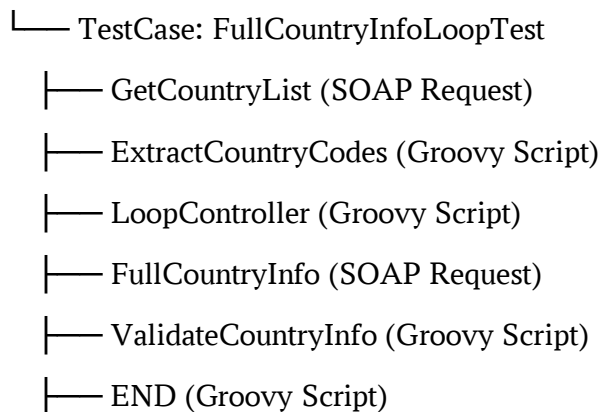 └── TestCase: FullCountryInfoLoopTest
├── GetCountryList (SOAP Request)
├── ExtractCountryCodes (Groovy Script)
├── LoopController (Groovy Script)
├── FullCountryInfo (SOAP Request)
├── ValidateCountryInfo (Groovy Script)
├── END (Groovy Script)